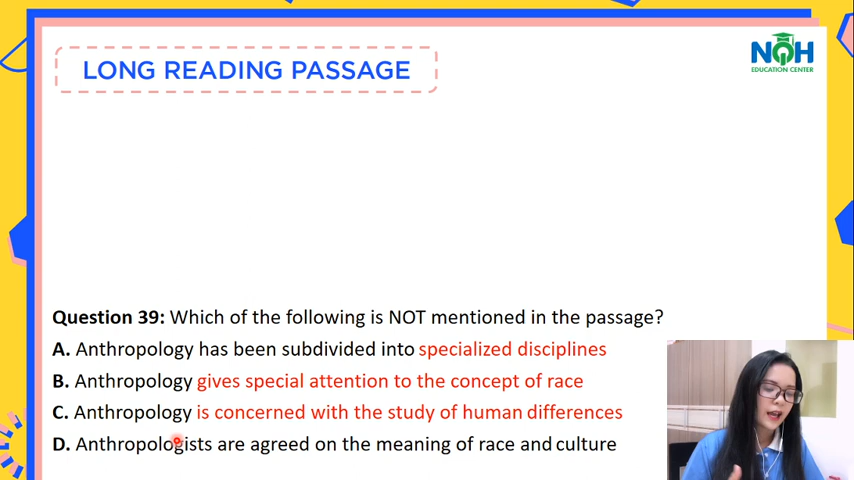 LONG READING PASSAGE
NQH
EDUCATION CENTER
Question 39: Which of the following is NOT mentioned in the passage?
A. Anthropology has been subdivided into specialized disciplines
B. Anthropology gives special attention to the concept of race
C. Anthropology is concerned with the study of human differences
D. Anthropologists are agreed on the meaning of race and culture